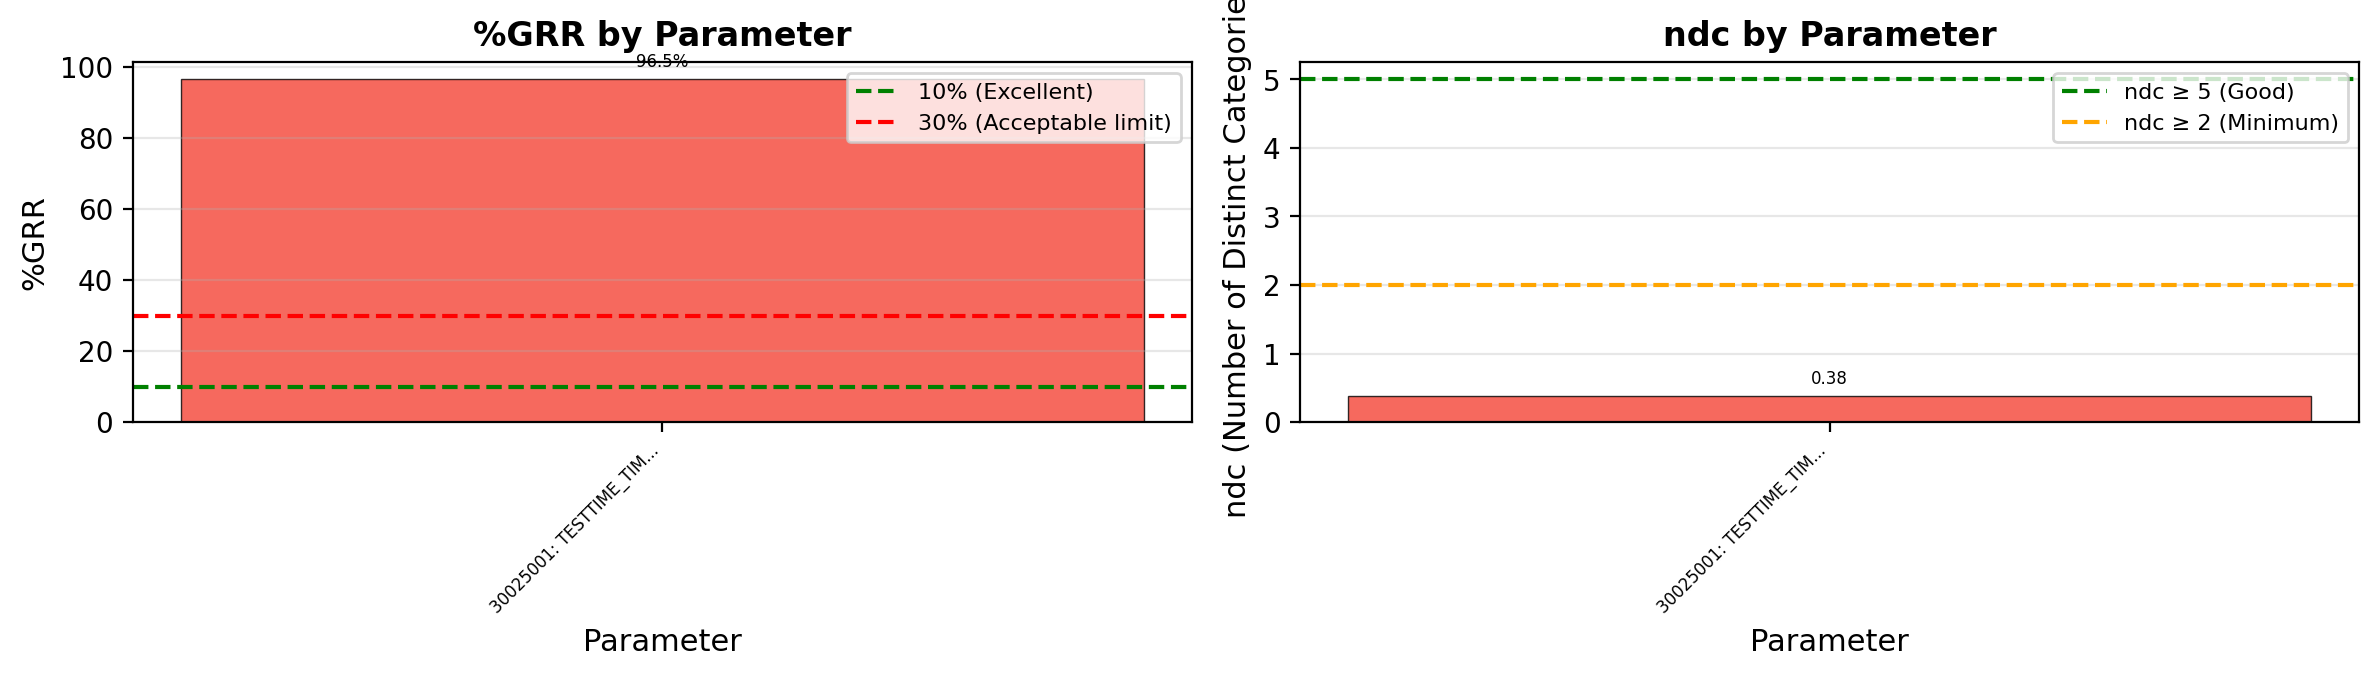 %GRR by Parameter
96.5%
10% (Excellent)
30% (Acceptable limit)
100
80
60
40
20
0
%GRR
30025001: TESTTIME_TIM...
Parameter
ndc by Parameter
ndc ≥ 5 (Good)
ndc ≥ 2 (Minimum)
5
4
3
2
1
0
ndc (Number of Distinct Categorie
0.38
30025001: TESTTIME_TIM...
Parameter